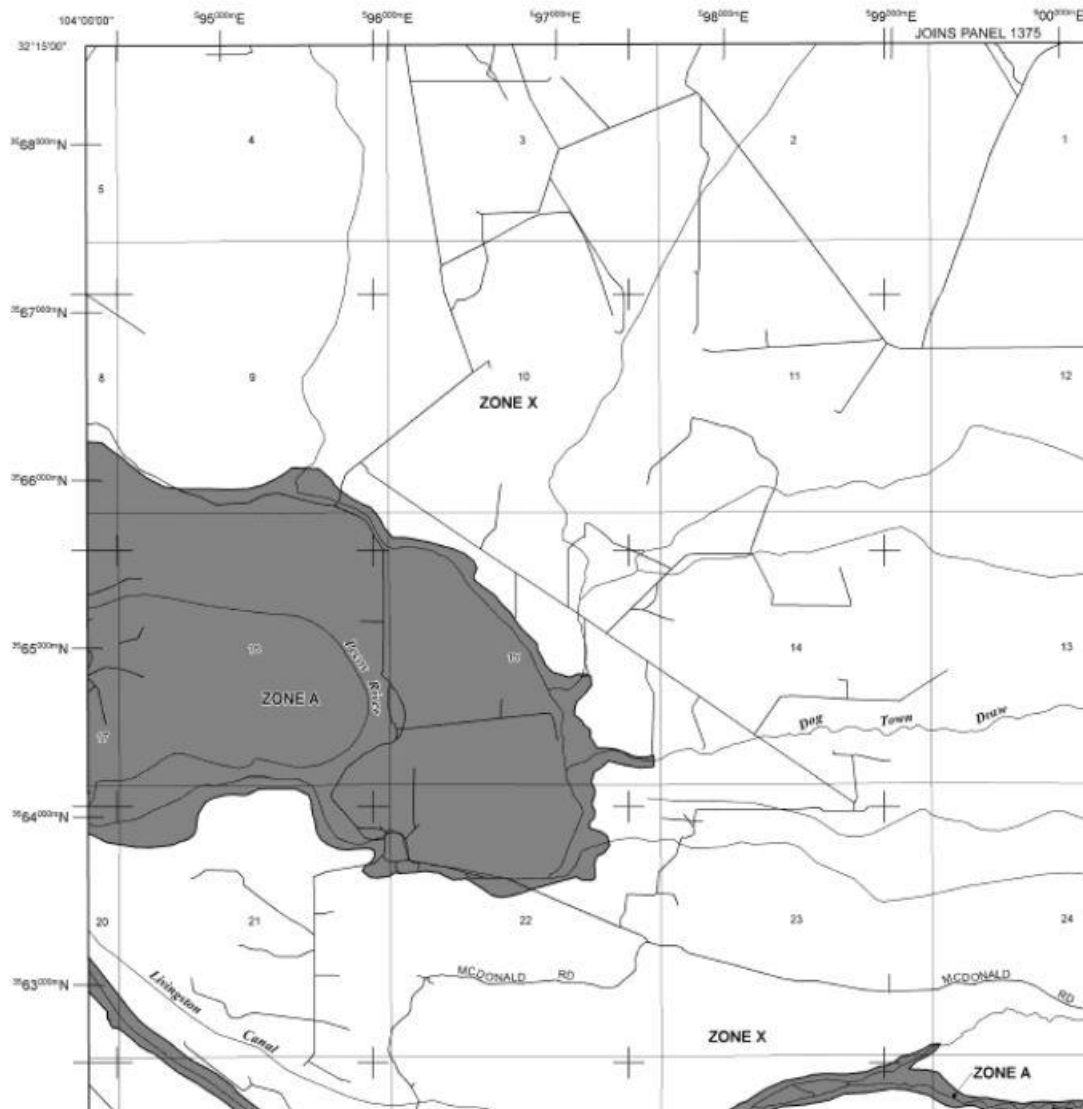 104°00'00" ⁵95⁰⁰⁰ᵐE ⁵96⁰⁰⁰ᵐE ⁵97⁰⁰⁰ᵐE ⁵98⁰⁰⁰ᵐE ⁵99⁰⁰⁰ᵐE ⁶00⁰⁰⁰ᵐE
JOINS PANEL 1375
32°15'00"
³⁵68⁰⁰⁰ᵐN
4 3 2 1
5
³⁵67⁰⁰⁰ᵐN
8 9 10 11 12
ZONE X
³⁵66⁰⁰⁰ᵐN
³⁵65⁰⁰⁰ᵐN
16 15 14 13
Pecos River
ZONE A
17
Dog Town Draw
³⁵64⁰⁰⁰ᵐN
20 21 22 23 24
³⁵63⁰⁰⁰ᵐN
MCDONALD RD
MCDONALD RD
Livingston Canal
ZONE X
ZONE A